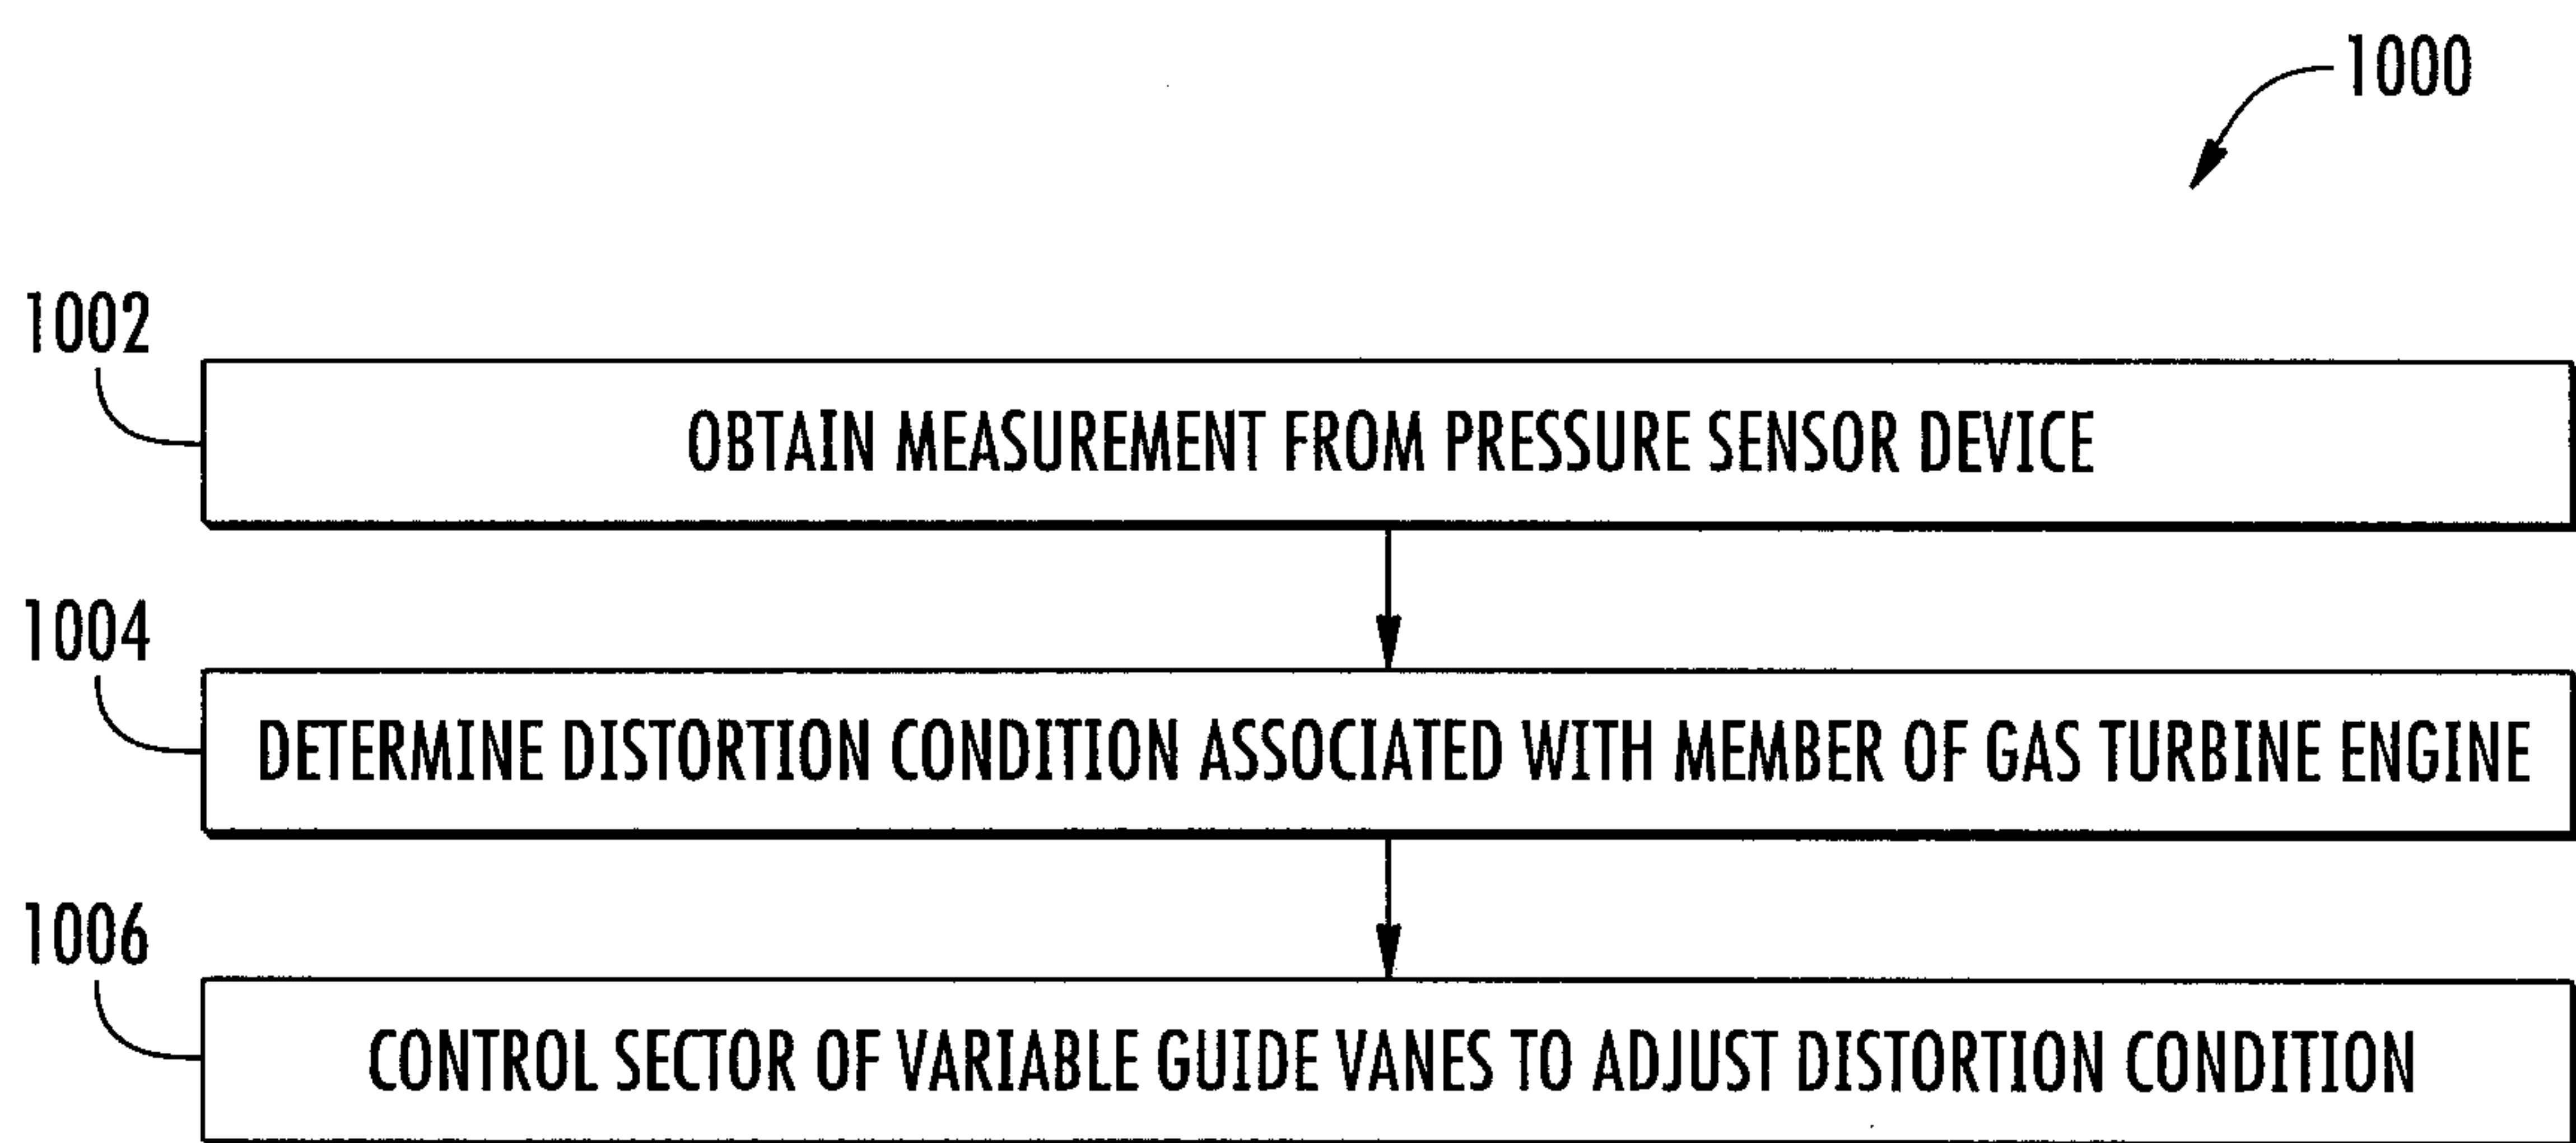 1000
1002
OBTAIN MEASUREMENT FROM PRESSURE SENSOR DEVICE
1004
DETERMINE DISTORTION CONDITION ASSOCIATED WITH MEMBER OF GAS TURBINE ENGINE
1006
CONTROL SECTOR OF VARIABLE GUIDE VANES TO ADJUST DISTORTION CONDITION